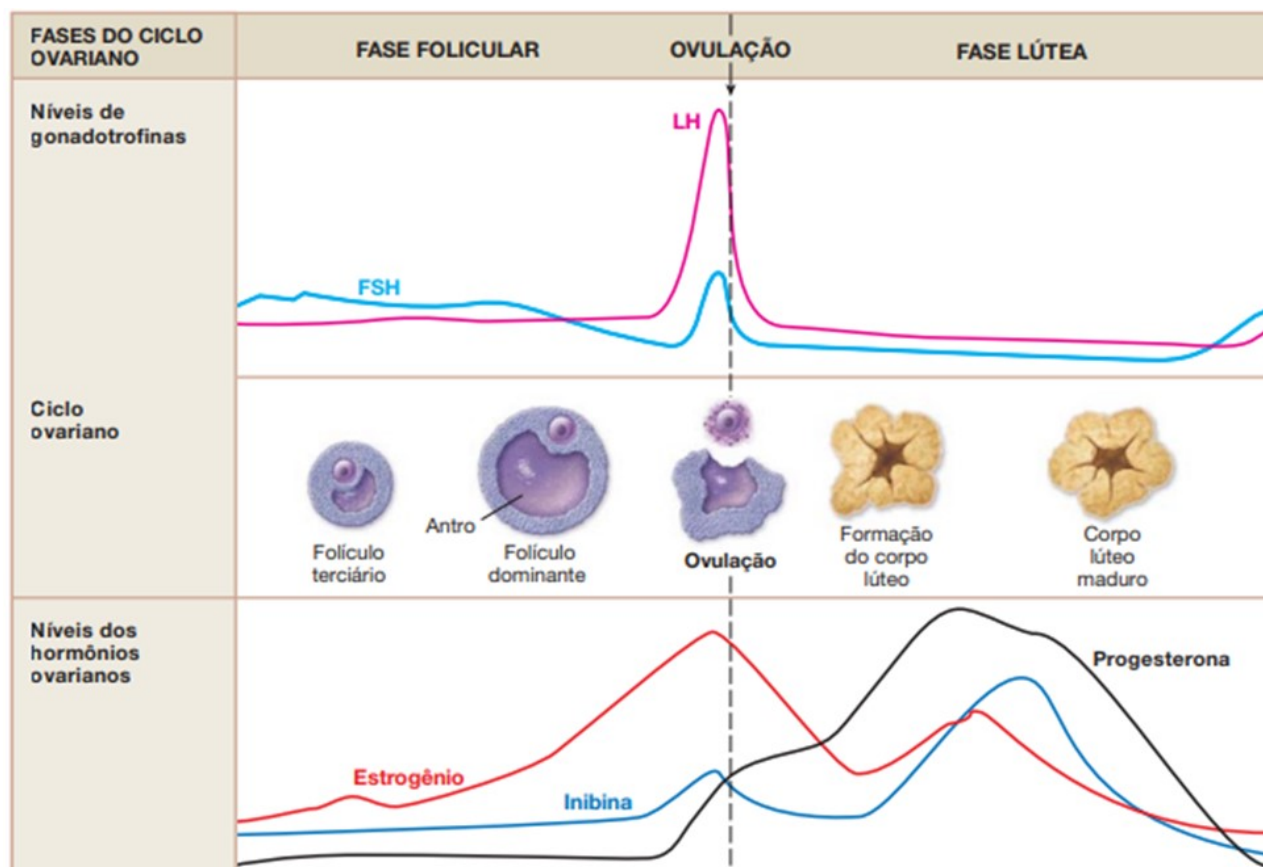 FASES DO CICLO
OVARIANO
FASE FOLICULAR
OVULAÇÃO
FASE LÚTEA
Níveis de
gonadotrofinas
LH
FSH
Ciclo
ovariano
Antro
Folículo
terciário
Folículo
dominante
Ovulação
Formação
do corpo
lúteo
Corpo
lúteo
maduro
Níveis dos
hormônios
ovarianos
Progesterona
Estrogênio
Inibina